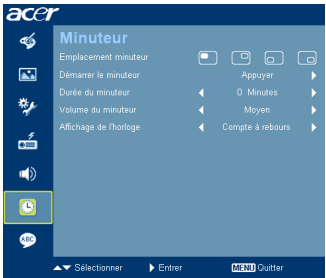 acer
Minuteur
Emplacement minuteur
Démarrer le minuteur Appuyer
Durée du minuteur 0 Minutes
Volume du minuteur Moyen
Affichage de l'horloge Compte à rebours
ABC
Sélectionner Entrer MENU Quitter